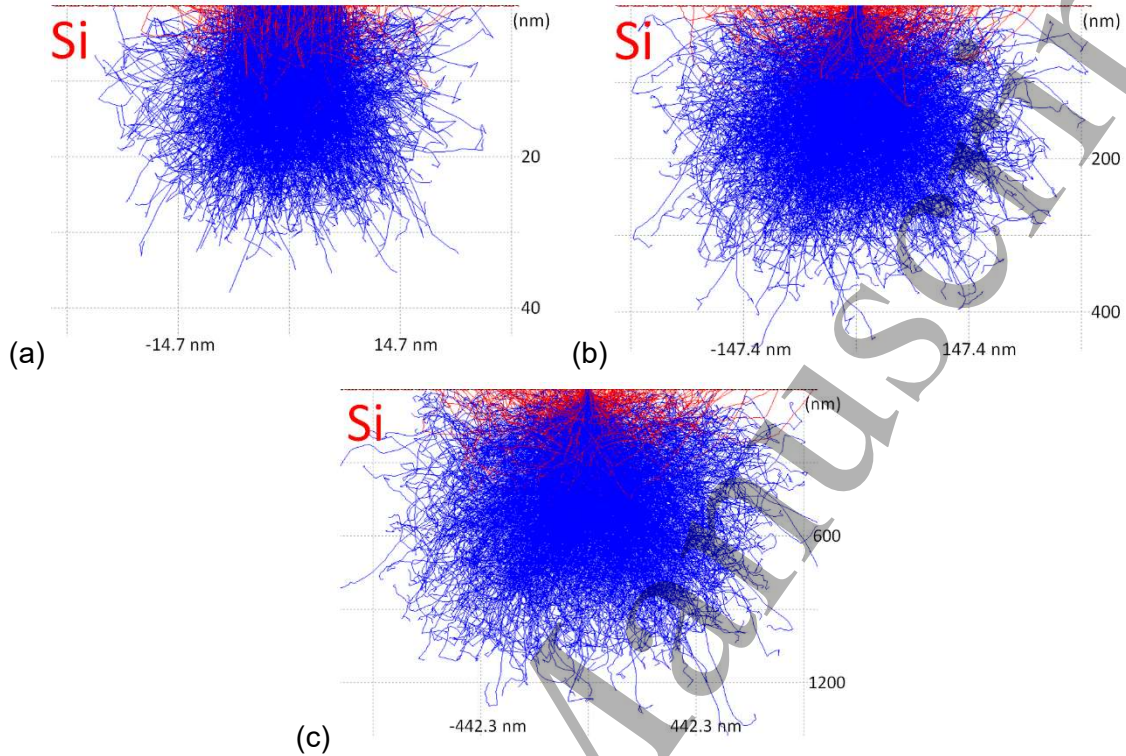 Si
(nm)
20
40
-14.7 nm
14.7 nm
(a)
Si
(nm)
200
400
-147.4 nm
147.4 nm
(b)
Si
(nm)
600
1200
-442.3 nm
442.3 nm
(c)
Manuscript